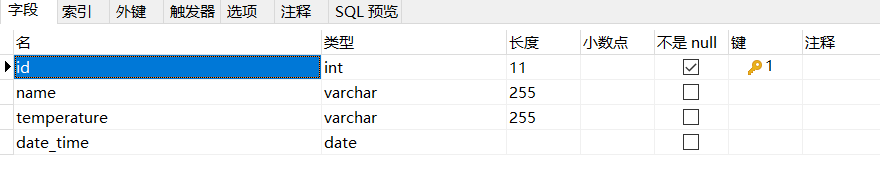 字段 索引 外键 触发器 选项 注释 SQL 预览
名 类型 长度 小数点 不是 null 键 注释
id int 11 1
name varchar 255
temperature varchar 255
date_time date